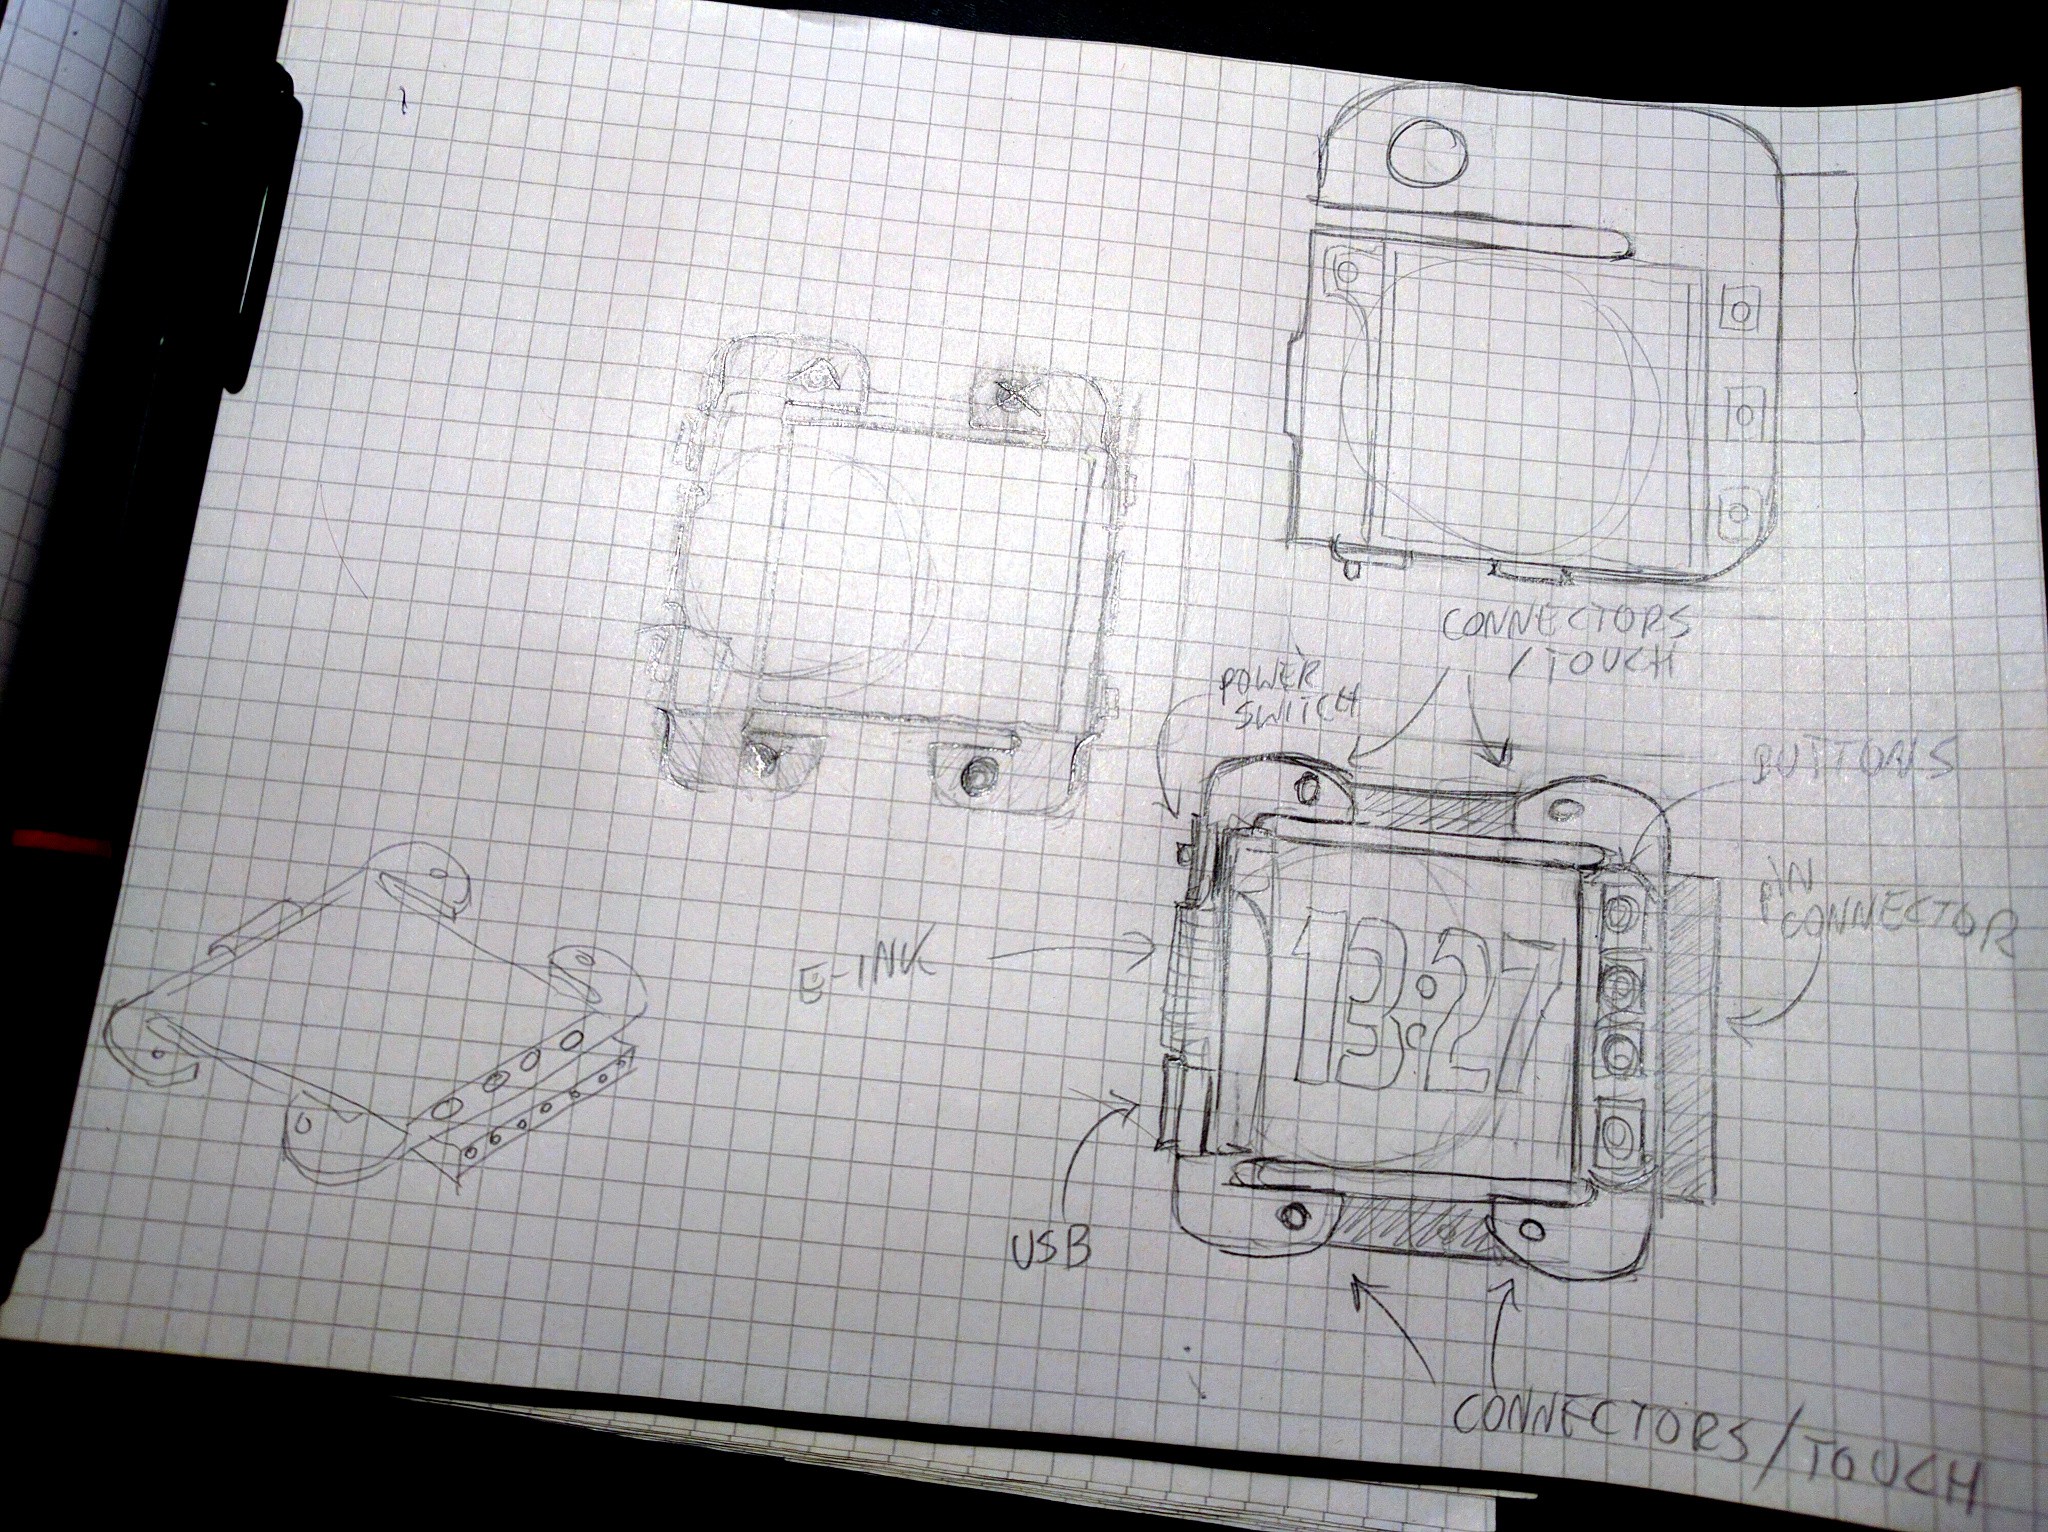 CONNECTORS
/TOUCH
POWER
SWITCH
BUTTONS
PIN
CONNECTOR
E-INK
13:27
USB
CONNECTORS/TOUCH